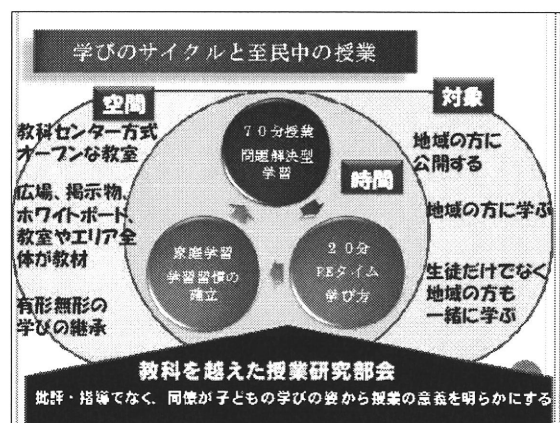 学びのサイクルと至民中の授業
空間
教科センター方式
オープンな教室
広場、掲示物、
ホワイトボード、
教室やエリア全
体が教材
有形無形の
学びの継承
70分授業
問題解決型
学習
時間
家庭学習
学習習慣の
確立
20分
PEタイム
学び方
対象
地域の方に
公開する
地域の方に学ぶ
生徒だけでなく
地域の方も
一緒に学ぶ
教科を越えた授業研究部会
批評・指導でなく、同僚が子どもの学びの姿から授業の意義を明らかにする